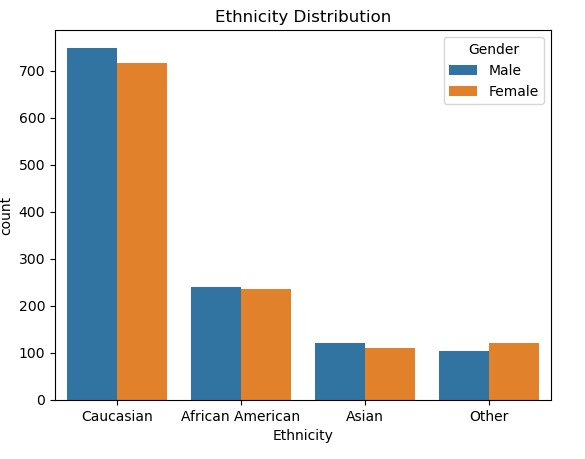 Ethnicity Distribution
Gender
Male
Female
700
600
500
400
300
200
100
0
count
Caucasian African American Asian Other
Ethnicity